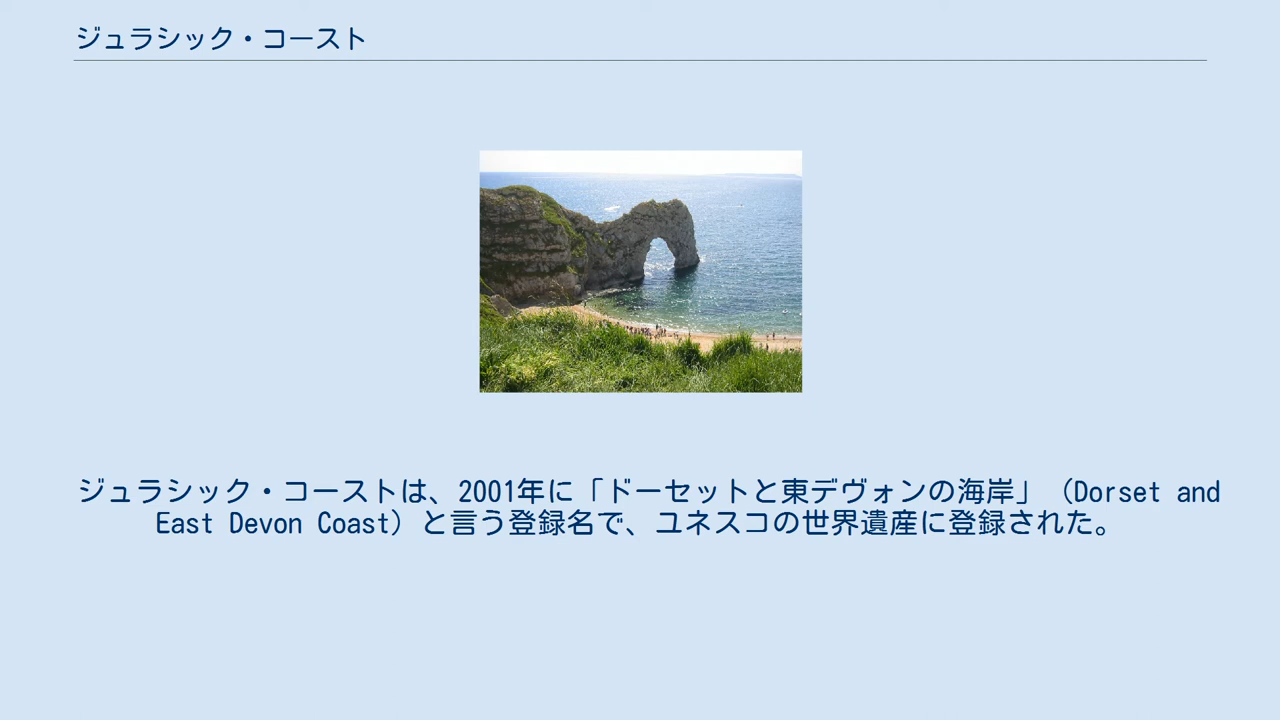 ジュラシック・コースト
ジュラシック・コーストは、2001年に「ドーセットと東デヴォンの海岸」（Dorset and
East Devon Coast）と言う登録名で、ユネスコの世界遺産に登録された。